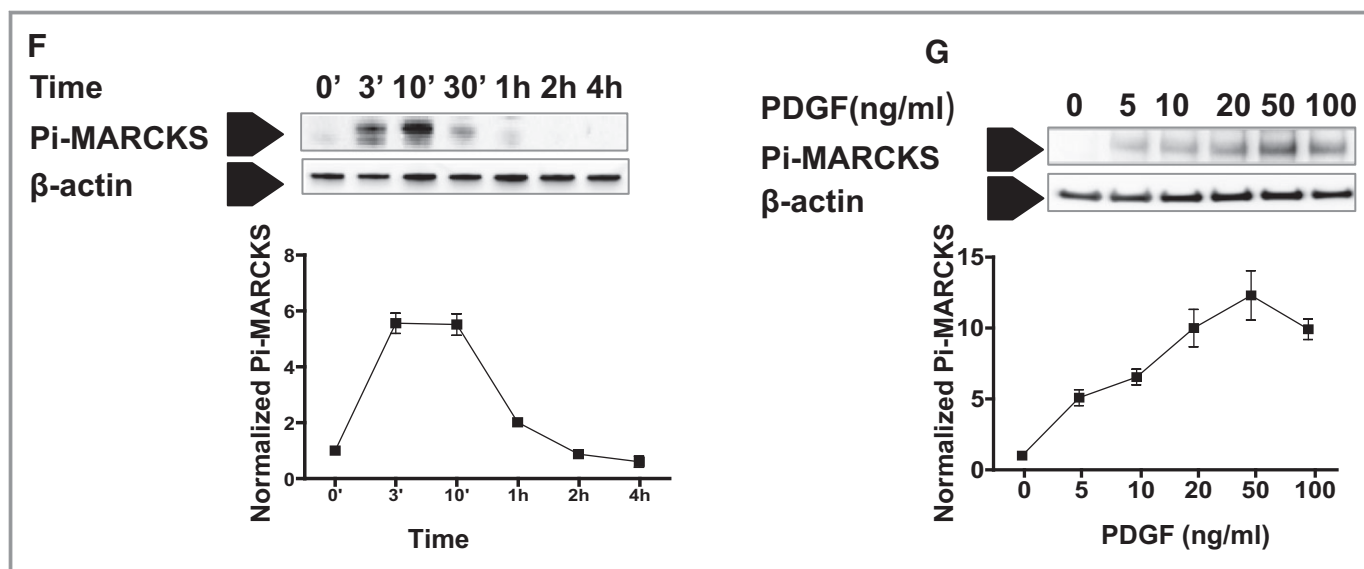 F
Time 0’ 3’ 10’ 30’ 1h 2h 4h
Pi-MARCKS
β-actin
Normalized Pi-MARCKS
8
6
4
2
0
0' 3' 10' 1h 2h 4h
Time
G
PDGF(ng/ml) 0 5 10 20 50 100
Pi-MARCKS
β-actin
Normalized Pi-MARCKS
15
10
5
0
0 5 10 20 50 100
PDGF (ng/ml)